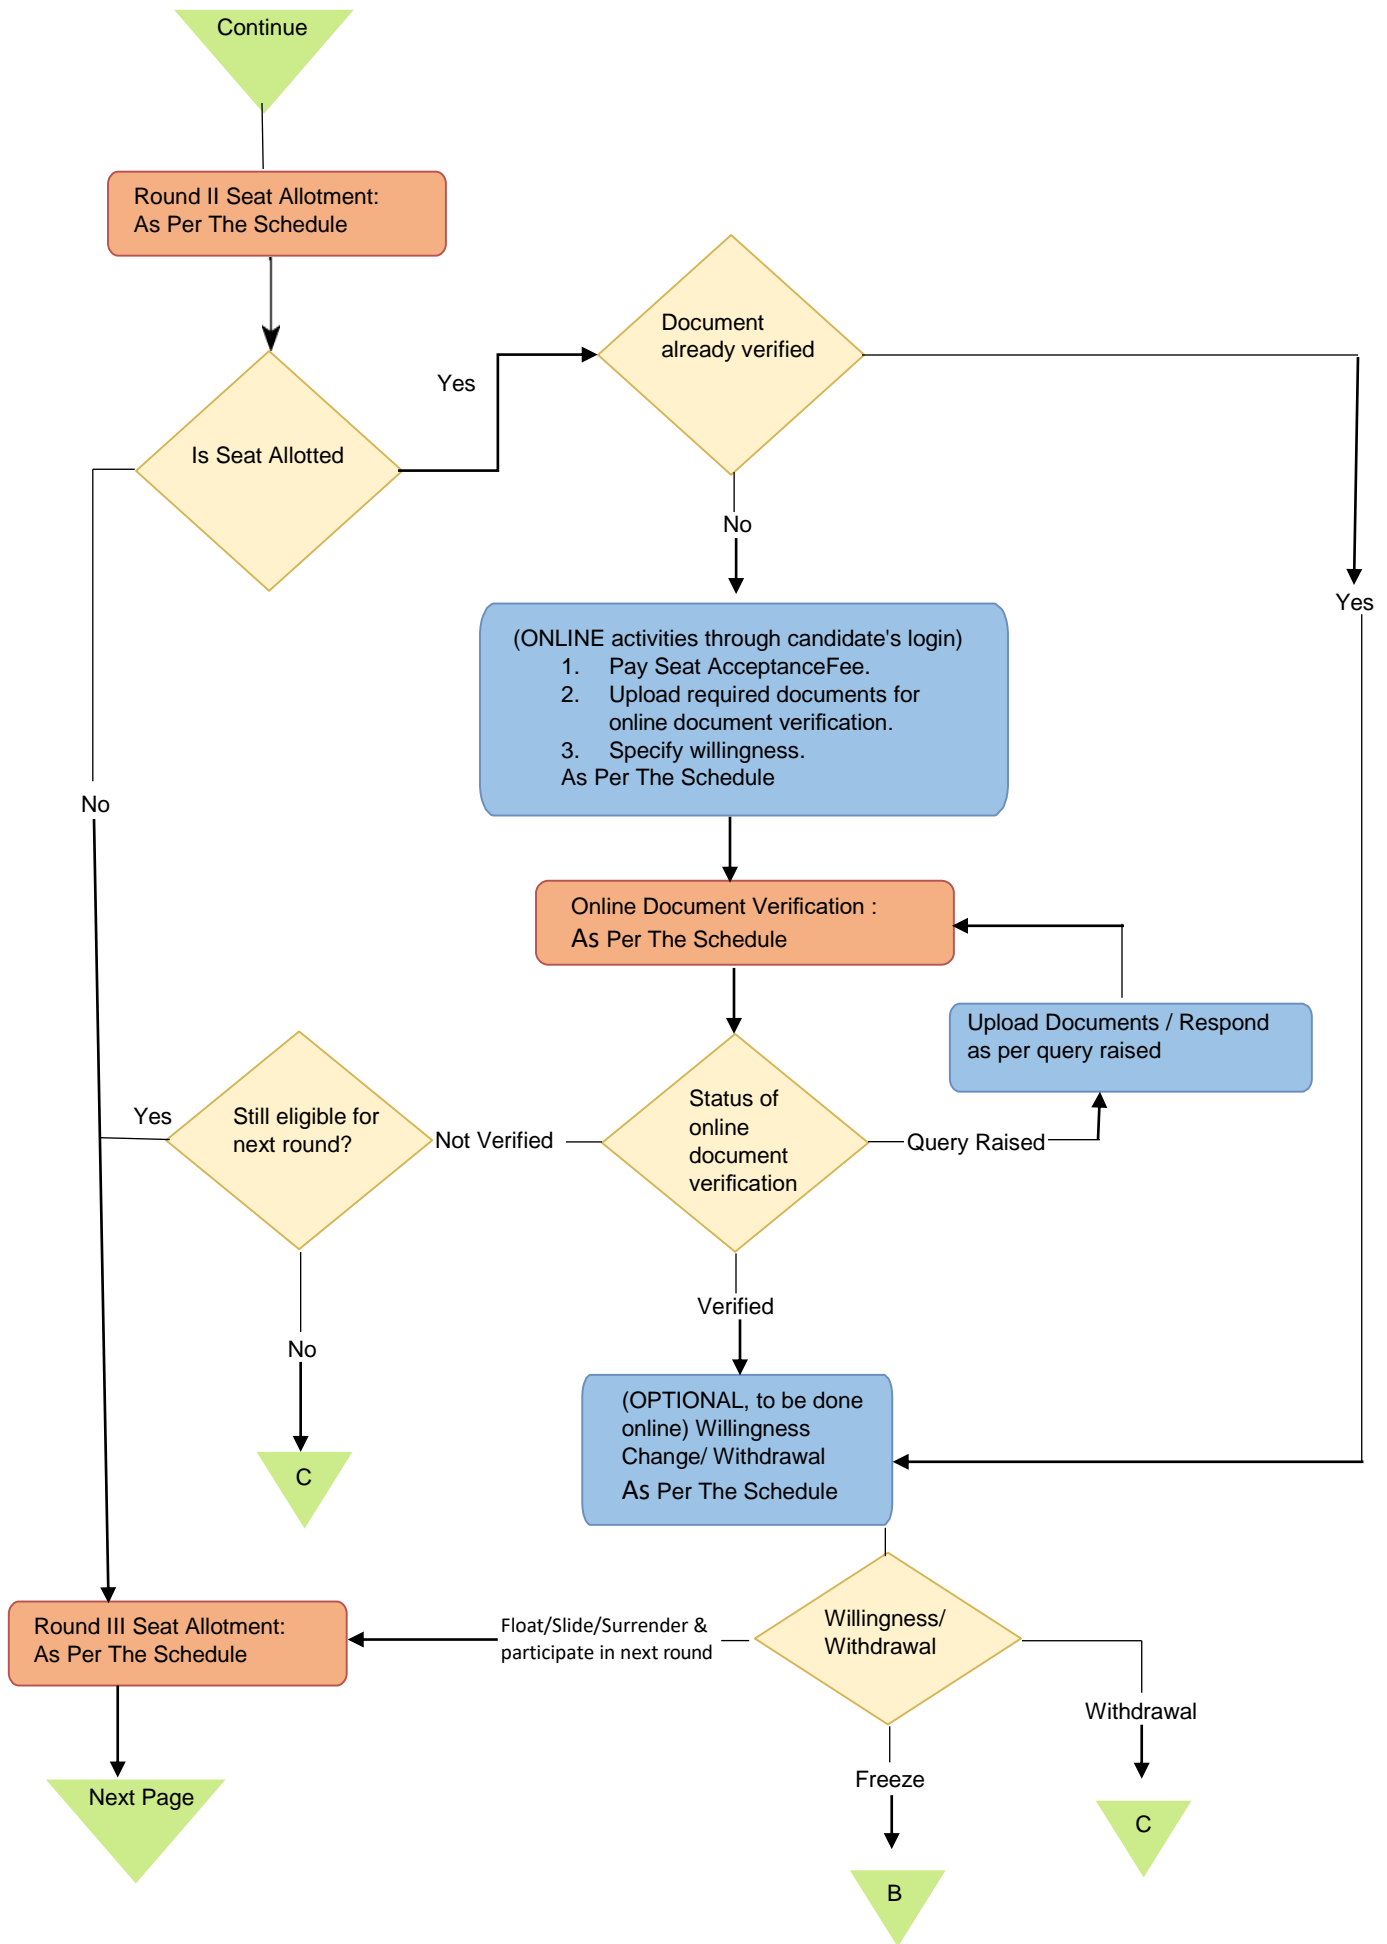 Continue
Round II Seat Allotment:
As Per The Schedule
Document
already verified
Yes
Is Seat Allotted
No
Yes
(ONLINE activities through candidate's login)
1. Pay Seat AcceptanceFee.
2. Upload required documents for
online document verification.
3. Specify willingness.
As Per The Schedule
No
Online Document Verification :
As Per The Schedule
Upload Documents / Respond
as per query raised
Status of
online
document
verification
Yes
Still eligible for
next round?
Not Verified
Query Raised
Verified
No
(OPTIONAL, to be done
online) Willingness
Change/ Withdrawal
As Per The Schedule
C
Round III Seat Allotment:
As Per The Schedule
Float/Slide/Surrender &
participate in next round
Willingness/
Withdrawal
Withdrawal
Freeze
Next Page
C
B